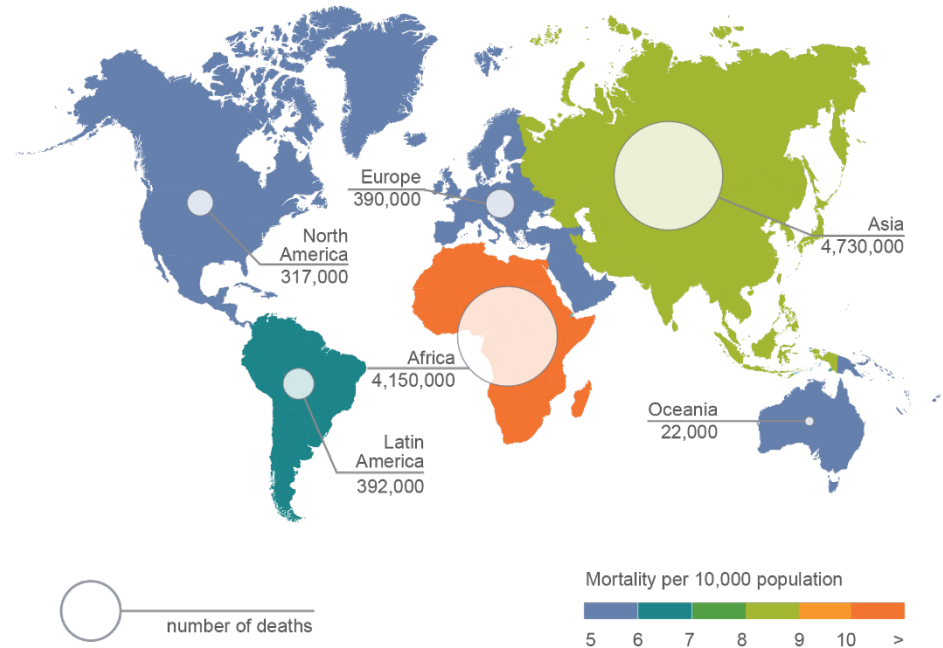 Europe
390,000
Asia
4,730,000
North
America
317,000
Africa
4,150,000
Oceania
22,000
Latin
America
392,000
Mortality per 10,000 population
number of deaths
5 6 7 8 9 10 >